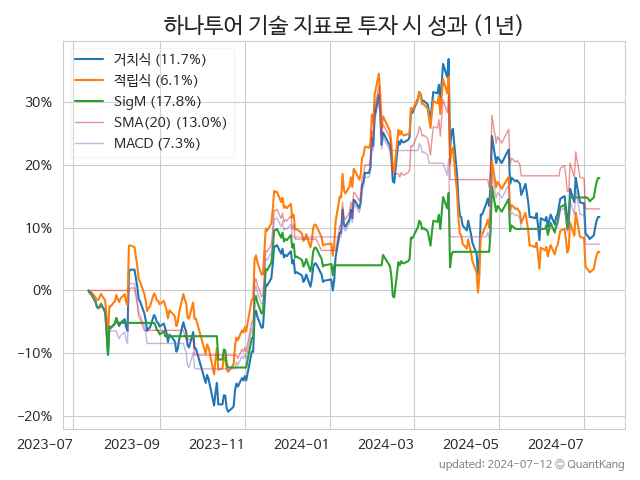 하나투어 기술 지표로 투자 시 성과 (1년)
거치식 (11.7%)
적립식 (6.1%)
SigM (17.8%)
SMA(20) (13.0%)
MACD (7.3%)
30%
20%
10%
0%
−10%
−20%
2023-07 2023-09 2023-11 2024-01 2024-03 2024-05 2024-07
updated: 2024-07-12 © QuantKang